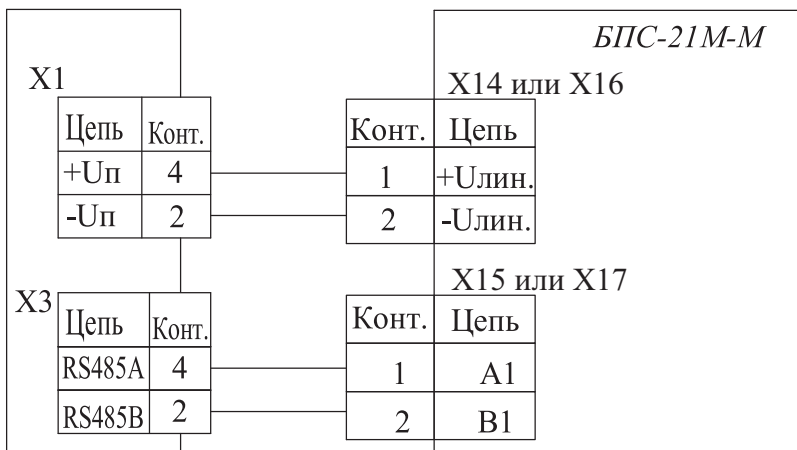 БПС-21М-М
X1
X14 или X16
Цепь Конт.
Конт. Цепь
+Uп 4
1 +Uлин.
-Uп 2
2 -Uлин.
X3
X15 или X17
Цепь Конт.
Конт. Цепь
RS485A 4
1 A1
RS485B 2
2 B1